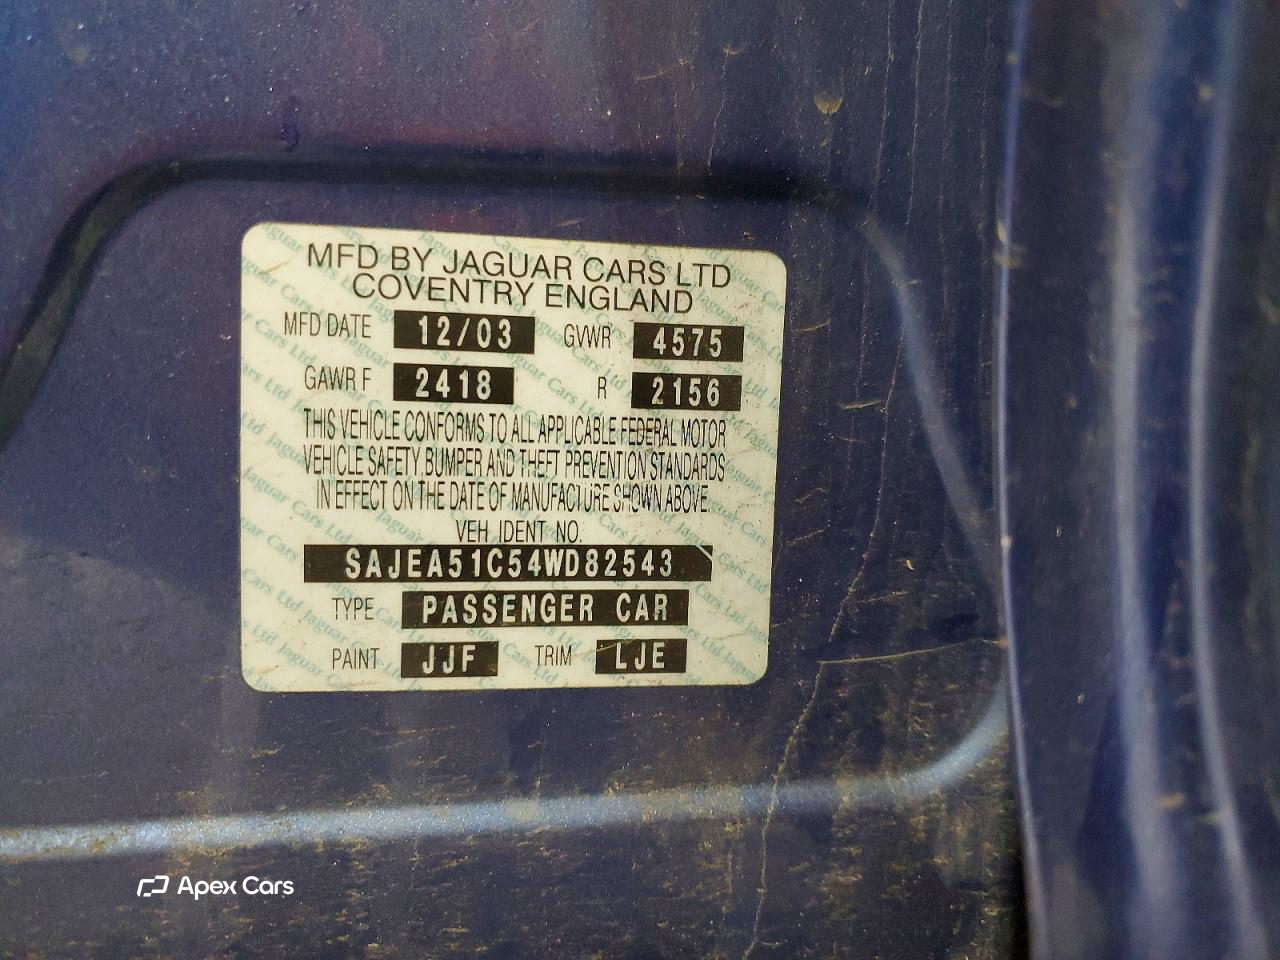 MFD BY JAGUAR CARS LTD
COVENTRY ENGLAND
MFD DATE 12/03 GVWR 4575
GAWR F 2418 R 2156
THIS VEHICLE CONFORMS TO ALL APPLICABLE FEDERAL MOTOR
VEHICLE SAFETY, BUMPER AND THEFT PREVENTION STANDARDS
IN EFFECT ON THE DATE OF MANUFACTURE SHOWN ABOVE.
VEH IDENT NO.
SAJEA51C54WD82543
TYPE PASSENGER CAR
PAINT JJF TRIM LJE
Apex Cars